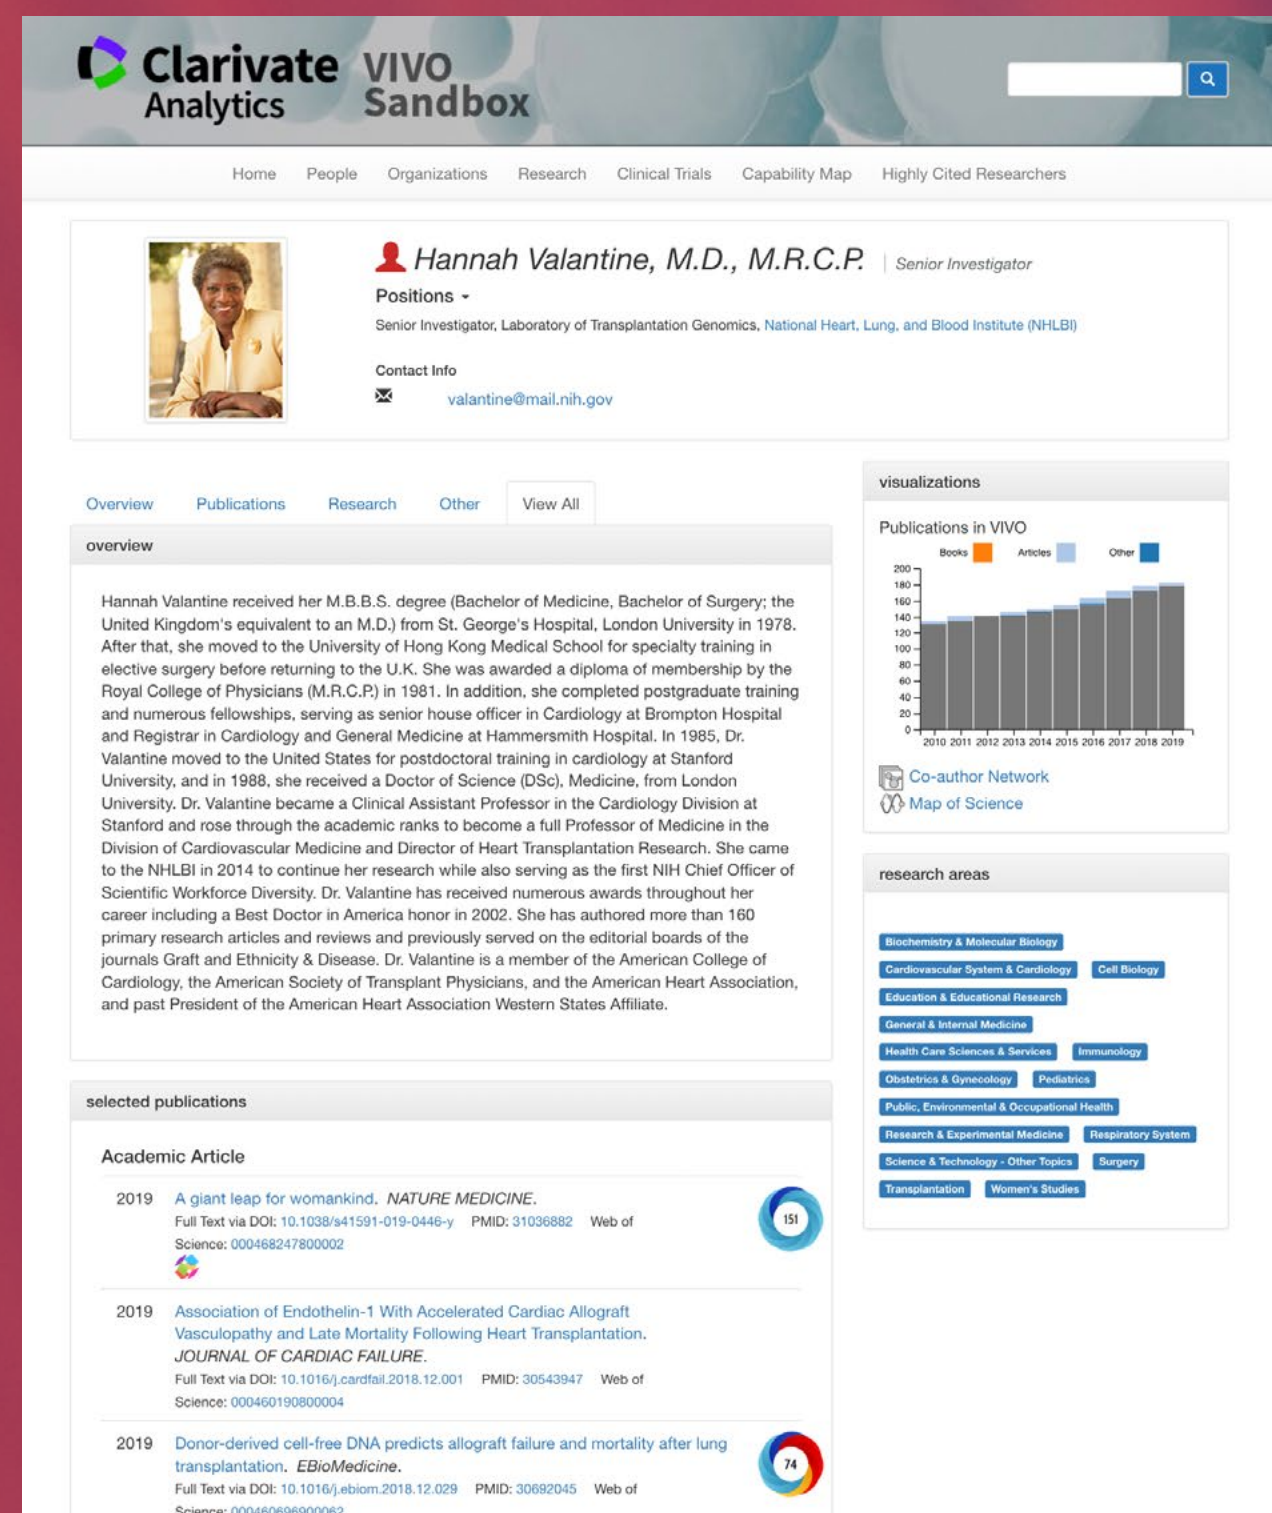 Clarivate
Analytics
VIVO
Sandbox
Home People Organizations Research Clinical Trials Capability Map Highly Cited Researchers
Hannah Valantine, M.D., M.R.C.P. | Senior Investigator
Positions
Senior Investigator, Laboratory of Transplantation Genomics, National Heart, Lung, and Blood Institute (NHLBI)
Contact Info
valantine@mail.nih.gov
Overview Publications Research Other View All
overview
Hannah Valantine received her M.B.B.S. degree (Bachelor of Medicine, Bachelor of Surgery; the
United Kingdom's equivalent to an M.D.) from St. George's Hospital, London University in 1978.
After that, she moved to the University of Hong Kong Medical School for specialty training in
elective surgery before returning to the U.K. She was awarded a diploma of membership by the
Royal College of Physicians (M.R.C.P.) in 1981. In addition, she completed postgraduate training
and numerous fellowships, serving as senior house officer in Cardiology at Brompton Hospital
and Registrar in Cardiology and General Medicine at Hammersmith Hospital. In 1985, Dr.
Valantine moved to the United States for postdoctoral training in cardiology at Stanford
University, and in 1988, she received a Doctor of Science (DSc), Medicine, from London
University. Dr. Valantine became a Clinical Assistant Professor in the Cardiology Division at
Stanford and rose through the academic ranks to become a full Professor of Medicine in the
Division of Cardiovascular Medicine and Director of Heart Transplantation Research. She came
to the NHLBI in 2014 to continue her research while also serving as the first NIH Chief Officer of
Scientific Workforce Diversity. Dr. Valantine has received numerous awards throughout her
career including a Best Doctor in America honor in 2002. She has authored more than 160
primary research articles and reviews and previously served on the editorial boards of the
journals Graft and Ethnicity & Disease. Dr. Valantine is a member of the American College of
Cardiology, the American Society of Transplant Physicians, and the American Heart Association,
and past President of the American Heart Association Western States Affiliate.
selected publications
Academic Article
2019 A giant leap for womankind. NATURE MEDICINE.
Full Text via DOI: 10.1038/s41591-019-0446-y PMID: 31036882 Web of
Science: 000468247800002
151
2019 Association of Endothelin-1 With Accelerated Cardiac Allograft
Vasculopathy and Late Mortality Following Heart Transplantation.
JOURNAL OF CARDIAC FAILURE.
Full Text via DOI: 10.1016/j.cardfail.2018.12.001 PMID: 30543947 Web of
Science: 000460190800004
2019 Donor-derived cell-free DNA predicts allograft failure and mortality after lung
transplantation. EBioMedicine.
Full Text via DOI: 10.1016/j.ebiom.2018.12.029 PMID: 30692045 Web of
Science: 000460696900062
74
visualizations
Publications in VIVO
Books Articles Other
200
180
160
140
120
100
80
60
40
20
0
2010 2011 2012 2013 2014 2015 2016 2017 2018 2019
Co-author Network
Map of Science
research areas
Biochemistry & Molecular Biology
Cardiovascular System & Cardiology Cell Biology
Education & Educational Research
General & Internal Medicine
Health Care Sciences & Services Immunology
Obstetrics & Gynecology Pediatrics
Public, Environmental & Occupational Health
Research & Experimental Medicine Respiratory System
Science & Technology - Other Topics Surgery
Transplantation Women's Studies